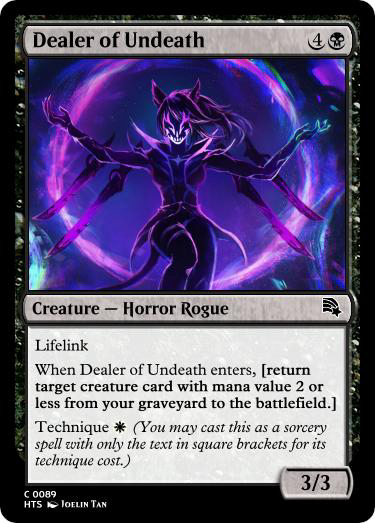 Dealer of Undeath 4
Creature — Horror Rogue
Lifelink
When Dealer of Undeath enters, [return
target creature card with mana value 2 or
less from your graveyard to the battlefield.]
Technique (You may cast this as a sorcery
spell with only the text in square brackets for its
technique cost.)
3/3
C 0089
HTS Joelin Tan